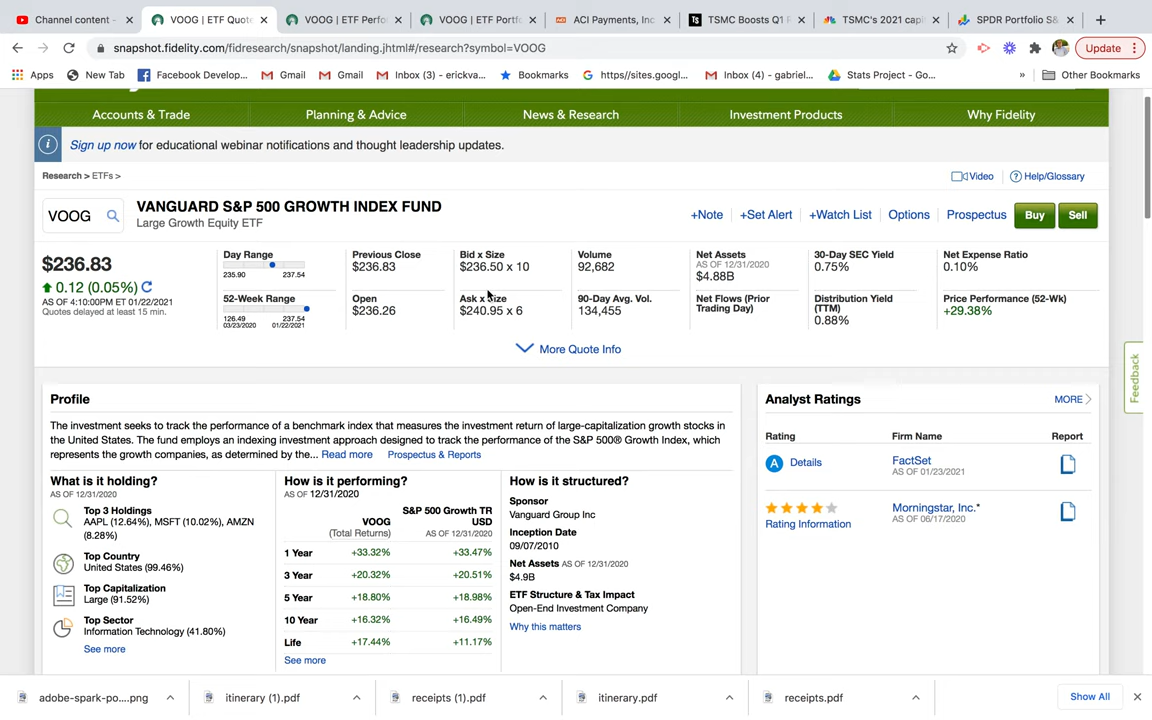 Channel content - 
VOOG | ETF Quot
VOOG | ETF Perfo
VOOG | ETF Portfo
ACI Payments, Inc
TSMC Boosts Q1 R
TSMC's 2021 capi
SPDR Portfolio S&
snapshot.fidelity.com/fidresearch/snapshot/landing.jhtml#/research?symbol=VOOG
Update
Apps
New Tab
Facebook Develop...
Gmail
Gmail
Inbox (3) - erickva...
Bookmarks
https//sites.googl...
Inbox (4) - gabriel...
Stats Project - Go...
»
Other Bookmarks
Accounts & Trade
Planning & Advice
News & Research
Investment Products
Why Fidelity
Sign up now for educational webinar notifications and thought leadership updates.
Research > ETFs >
Video
Help/Glossary
VOOG
VANGUARD S&P 500 GROWTH INDEX FUND
Large Growth Equity ETF
+Note
+Set Alert
+Watch List
Options
Prospectus
Buy
Sell
$236.83
0.12 (0.05%)
AS OF 4:10:00PM ET 01/22/2021
Quotes delayed at least 15 min.
Day Range
235.90 237.54
52-Week Range
126.49 237.54
03/23/2020 01/22/2021
Previous Close
$236.83
Open
$236.26
Bid x Size
$236.50 x 10
Ask x Size
$240.95 x 6
Volume
92,682
90-Day Avg. Vol.
134,455
Net Assets
AS OF 12/31/2020
$4.88B
Net Flows (Prior
Trading Day)
30-Day SEC Yield
0.75%
Distribution Yield
(TTM)
0.88%
Net Expense Ratio
0.10%
Price Performance (52-Wk)
+29.38%
More Quote Info
Feedback
Profile
The investment seeks to track the performance of a benchmark index that measures the investment return of large-capitalization growth stocks in
the United States. The fund employs an indexing investment approach designed to track the performance of the S&P 500® Growth Index, which
represents the growth companies, as determined by the... Read more Prospectus & Reports
What is it holding?
AS OF 12/31/2020
Top 3 Holdings
AAPL (12.64%), MSFT (10.02%), AMZN
(8.28%)
Top Country
United States (99.46%)
Top Capitalization
Large (91.52%)
Top Sector
Information Technology (41.80%)
See more
How is it performing?
AS OF 12/31/2020
S&P 500 Growth TR
VOOG USD
(Total Returns) AS OF 12/31/2020
1 Year +33.32% +33.47%
3 Year +20.32% +20.51%
5 Year +18.80% +18.98%
10 Year +16.32% +16.49%
Life +17.44% +11.17%
See more
How is it structured?
Sponsor
Vanguard Group Inc
Inception Date
09/07/2010
Net Assets AS OF 12/31/2020
$4.9B
ETF Structure & Tax Impact
Open-End Investment Company
Why this matters
Analyst Ratings
MORE
Rating Firm Name Report
A Details
FactSet
AS OF 01/23/2021
Rating Information
Morningstar, Inc.*
AS OF 06/17/2020
adobe-spark-po....png
itinerary (1).pdf
receipts (1).pdf
itinerary.pdf
receipts.pdf
Show All